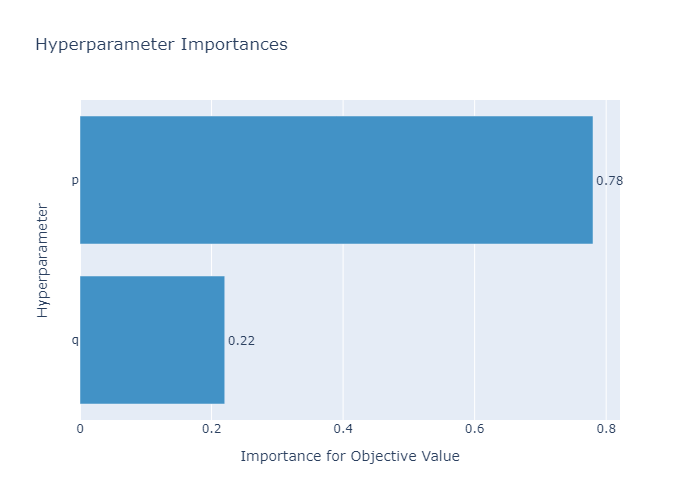 Hyperparameter Importances
p
0.78
Hyperparameter
q
0.22
0 0.2 0.4 0.6 0.8
Importance for Objective Value